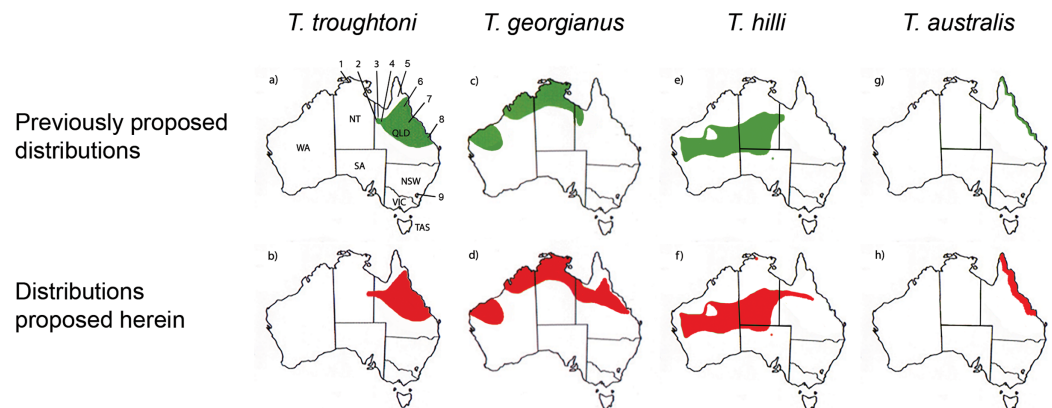 T. troughtoni T. georgianus T. hilli T. australis
Previously proposed
distributions
a) 1 2 3 4 5 6 7 8 9 WA NT SA QLD NSW VIC TAS
c)
e)
g)
Distributions
proposed herein
b)
d)
f)
h)